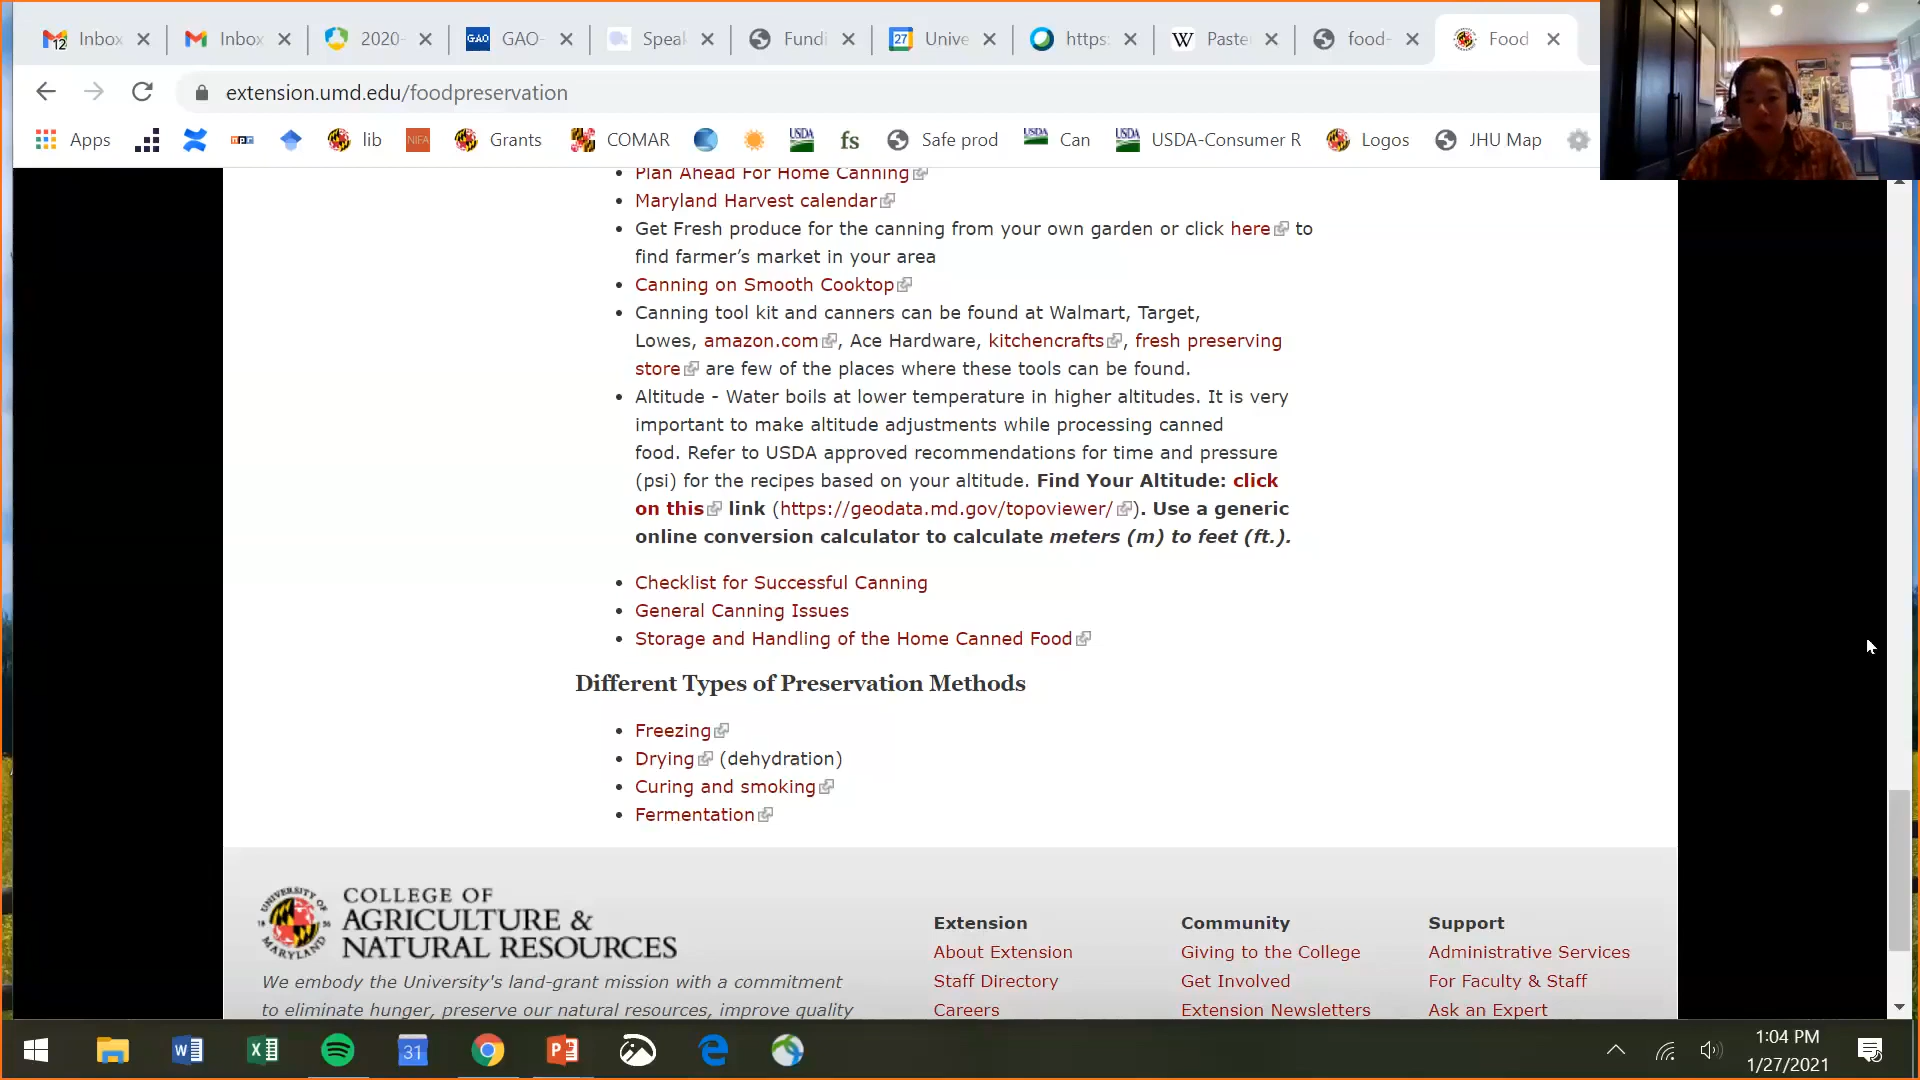 Inbox
Inbox
2020-
GAO-
Speak
Fundi
Unive
https:
Paste
food-
Food
extension.umd.edu/foodpreservation
Apps
npr
lib
NIFA
Grants
COMAR
USDA
fs
Safe prod
USDA
Can
USDA
USDA-Consumer R
Logos
JHU Map
Plan Ahead For Home Canning
Maryland Harvest calendar
Get Fresh produce for the canning from your own garden or click here to
find farmer’s market in your area
Canning on Smooth Cooktop
Canning tool kit and canners can be found at Walmart, Target,
Lowes, amazon.com, Ace Hardware, kitchencrafts, fresh preserving
store are few of the places where these tools can be found.
Altitude - Water boils at lower temperature in higher altitudes. It is very
important to make altitude adjustments while processing canned
food. Refer to USDA approved recommendations for time and pressure
(psi) for the recipes based on your altitude. Find Your Altitude: click
on this link (https://geodata.md.gov/topoviewer/). Use a generic
online conversion calculator to calculate meters (m) to feet (ft.).
Checklist for Successful Canning
General Canning Issues
Storage and Handling of the Home Canned Food
Different Types of Preservation Methods
Freezing
Drying (dehydration)
Curing and smoking
Fermentation
UNIVERSITY OF
MARYLAND
18 56
COLLEGE OF
AGRICULTURE &
NATURAL RESOURCES
We embody the University's land-grant mission with a commitment
to eliminate hunger, preserve our natural resources, improve quality
Extension
About Extension
Staff Directory
Careers
Community
Giving to the College
Get Involved
Extension Newsletters
Support
Administrative Services
For Faculty & Staff
Ask an Expert
1:04 PM
1/27/2021